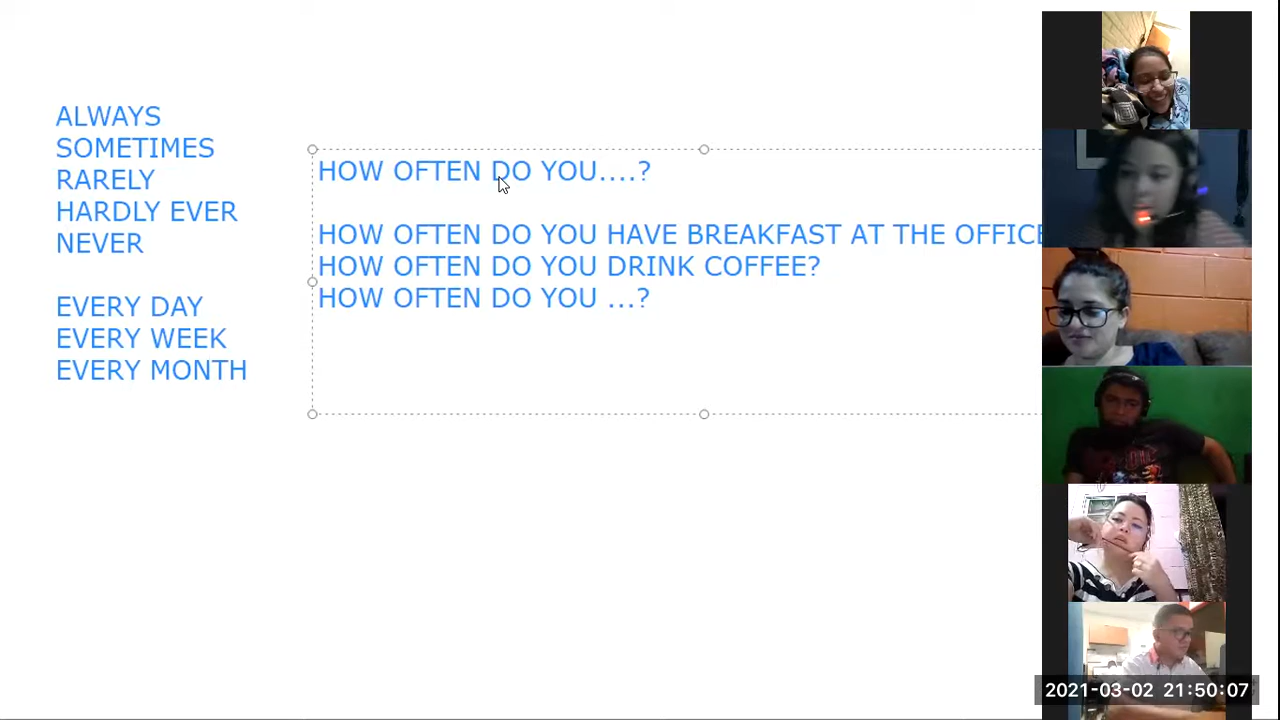 ALWAYS
SOMETIMES
RARELY
HARDLY EVER
NEVER
EVERY DAY
EVERY WEEK
EVERY MONTH
HOW OFTEN DO YOU....?
HOW OFTEN DO YOU HAVE BREAKFAST AT THE OFFICE
HOW OFTEN DO YOU DRINK COFFEE?
HOW OFTEN DO YOU ...?
2021-03-02 21:50:07